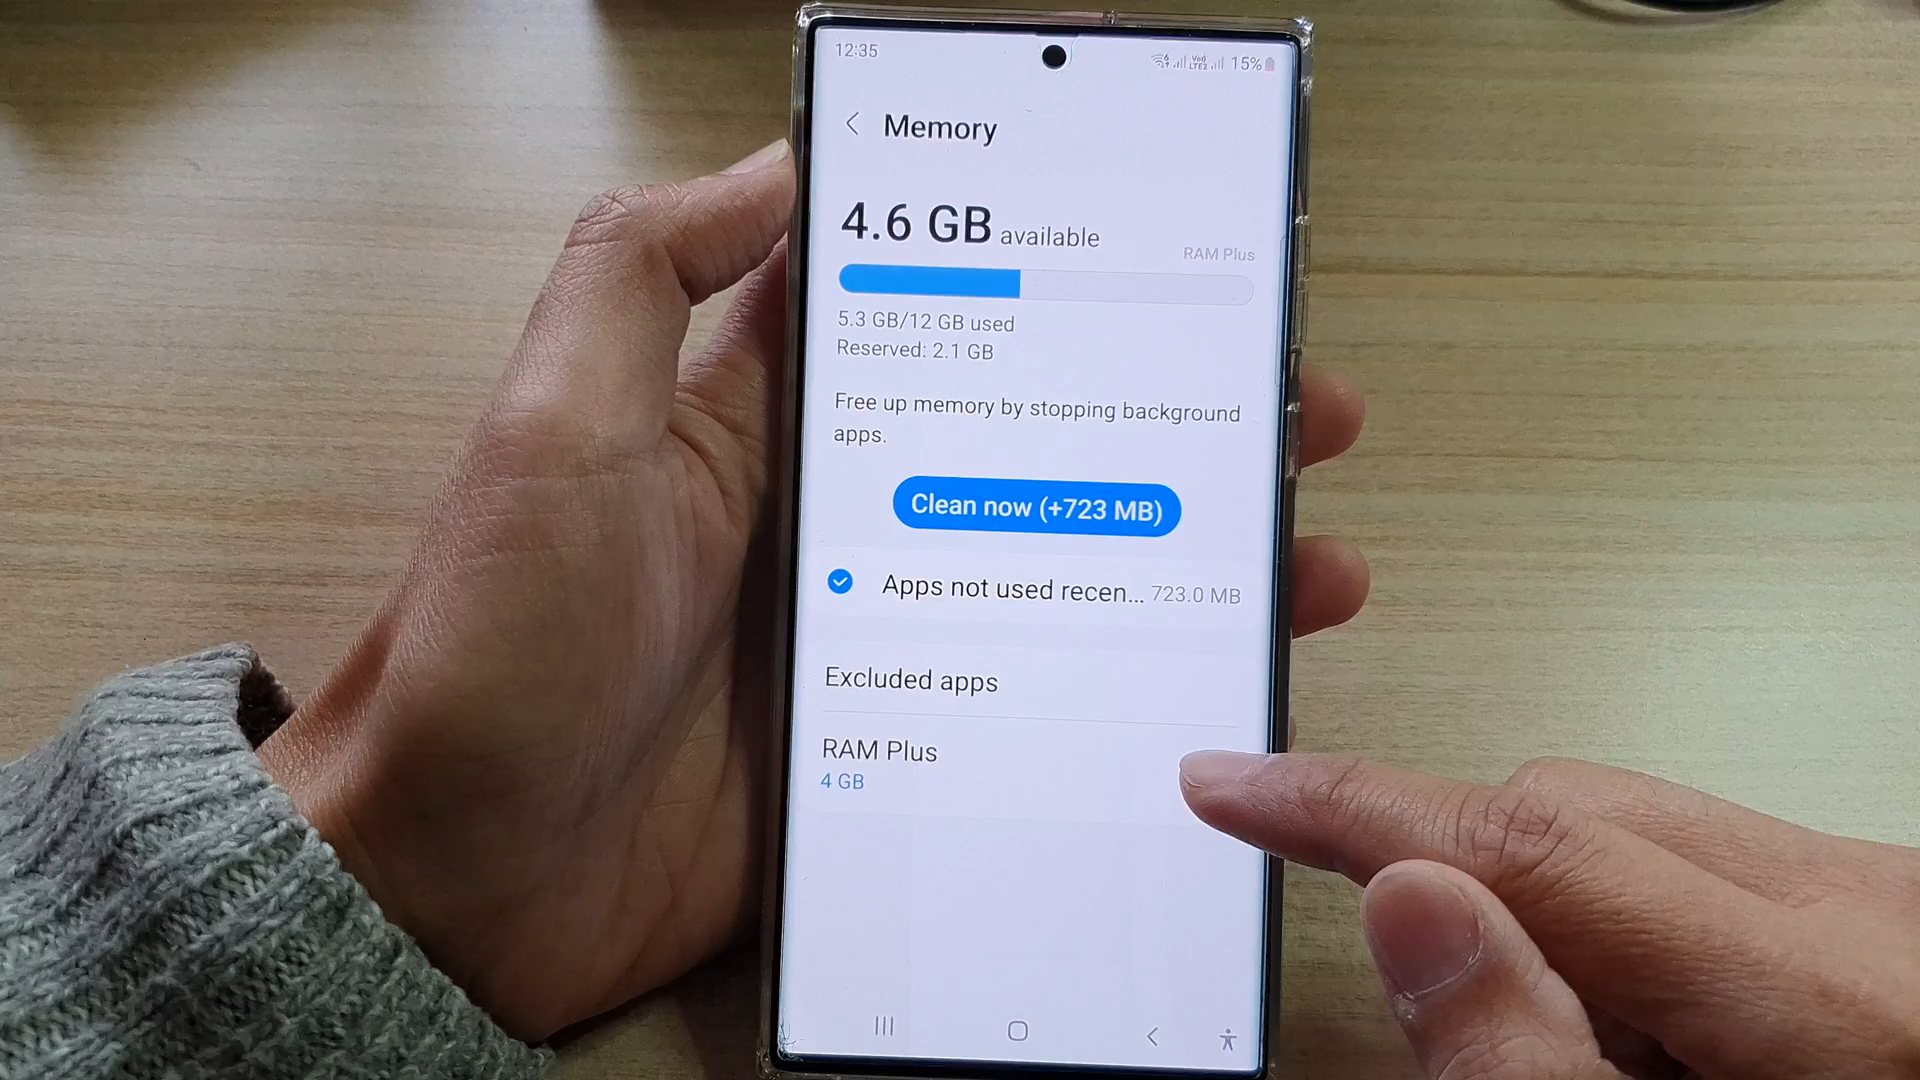 12:35
15%
Memory
4.6 GB available
RAM Plus
5.3 GB/12 GB used
Reserved: 2.1 GB
Free up memory by stopping background
apps.
Clean now (+723 MB)
Apps not used recen... 723.0 MB
Excluded apps
RAM Plus
4 GB